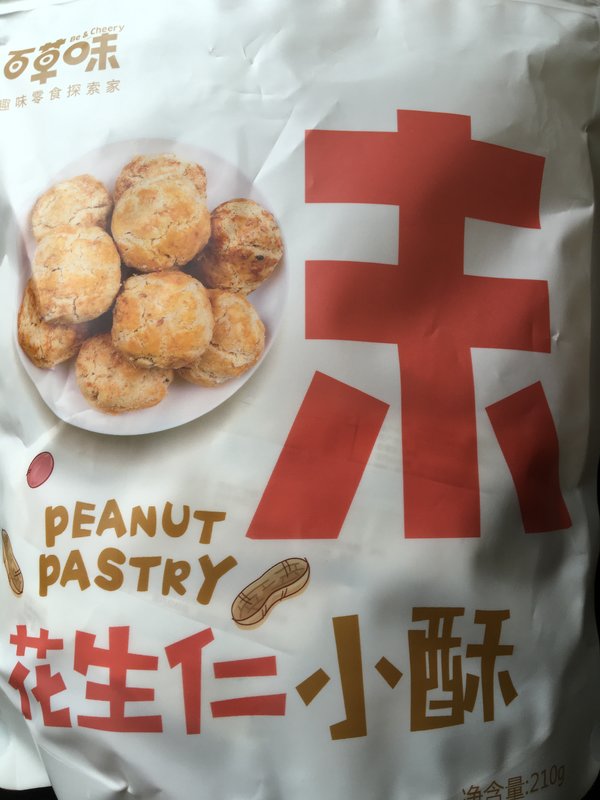 Be & Cheery
百草味
趣味零食探索家
未
PEANUT
PASTRY
花生仁小酥
净含量:210g